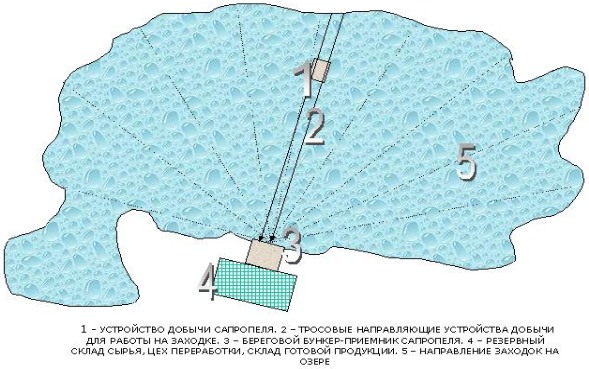 1
2
5
3
4
1 – УСТРОЙСТВО ДОБЫЧИ САПРОПЕЛЯ. 2 – ТРОСОВЫЕ НАПРАВЛЯЮЩИЕ УСТРОЙСТВА ДОБЫЧИ
ДЛЯ РАБОТЫ НА ЗАХОДКЕ. 3 – БЕРЕГОВОЙ БУНКЕР-ПРИЕМНИК САПРОПЕЛЯ. 4 – РЕЗЕРВНЫЙ
СКЛАД СЫРЬЯ, ЦЕХ ПЕРЕРАБОТКИ, СКЛАД ГОТОВОЙ ПРОДУКЦИИ. 5 – НАПРАВЛЕНИЕ ЗАХОДОК НА
ОЗЕРЕ